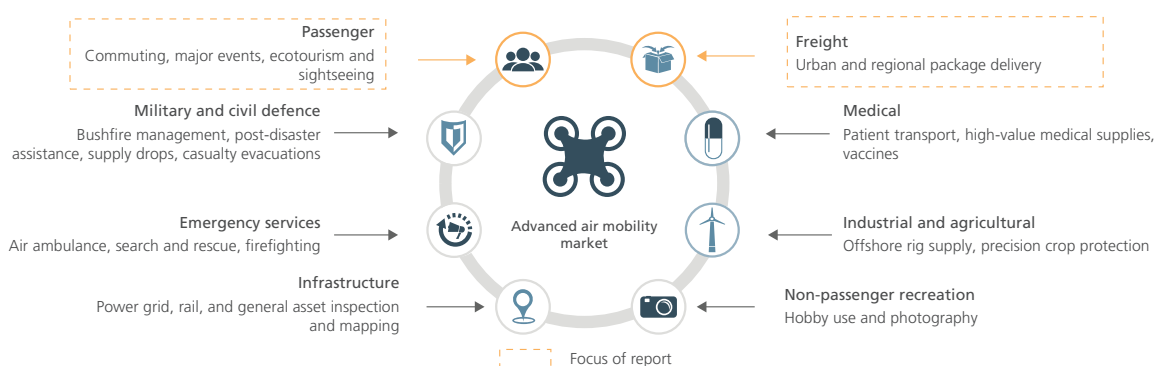 Passenger
Commuting, major events, ecotourism and
sightseeing
Military and civil defence
Bushfire management, post-disaster
assistance, supply drops, casualty evacuations
Emergency services
Air ambulance, search and rescue, firefighting
Infrastructure
Power grid, rail, and general asset inspection
and mapping
Advanced air mobility
market
Freight
Urban and regional package delivery
Medical
Patient transport, high-value medical supplies,
vaccines
Industrial and agricultural
Offshore rig supply, precision crop protection
Non-passenger recreation
Hobby use and photography
Focus of report